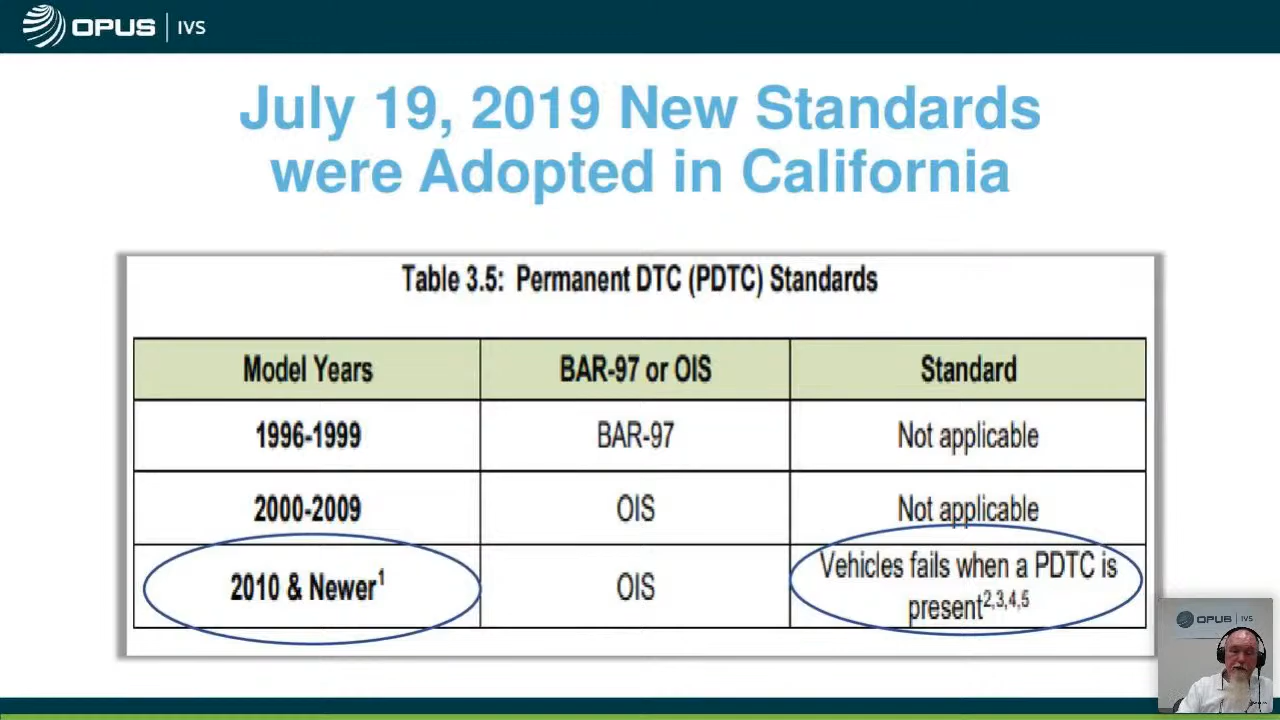 OPUS | IVS
July 19, 2019 New Standards
were Adopted in California
Table 3.5: Permanent DTC (PDTC) Standards
Model Years BAR-97 or OIS Standard
1996-1999 BAR-97 Not applicable
2000-2009 OIS Not applicable
2010 & Newer1 OIS Vehicles fails when a PDTC is
present2,3,4,5
OPUS | IVS